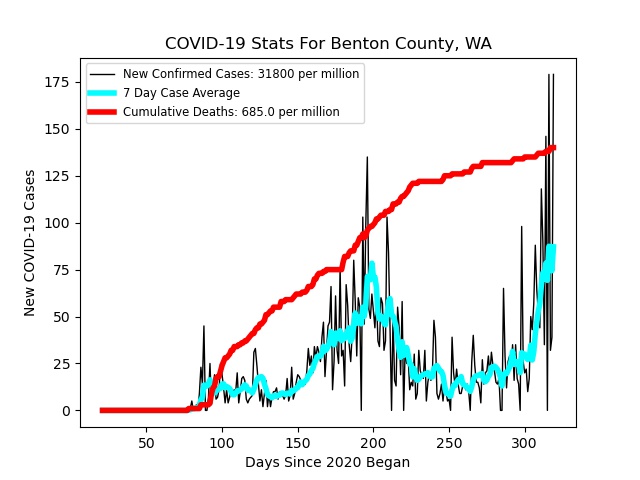 COVID-19 Stats For Benton County, WA
New Confirmed Cases: 31800 per million
7 Day Case Average
Cumulative Deaths: 685.0 per million
New COVID-19 Cases
175
150
125
100
75
50
25
0
50 100 150 200 250 300
Days Since 2020 Began